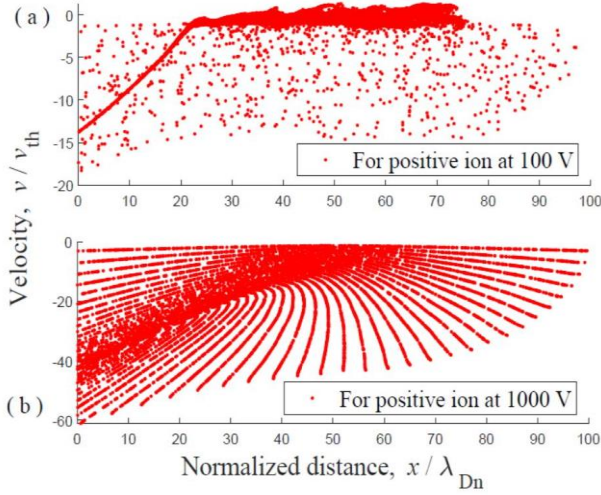 ( a )
0
-5
-10
-15
-20
0 10 20 30 40 50 60 70 80 90 100
For positive ion at 100 V
Velocity, v / vth
0
-20
-40
-60
0 10 20 30 40 50 60 70 80 90 100
For positive ion at 1000 V
( b )
Normalized distance, x / λDn